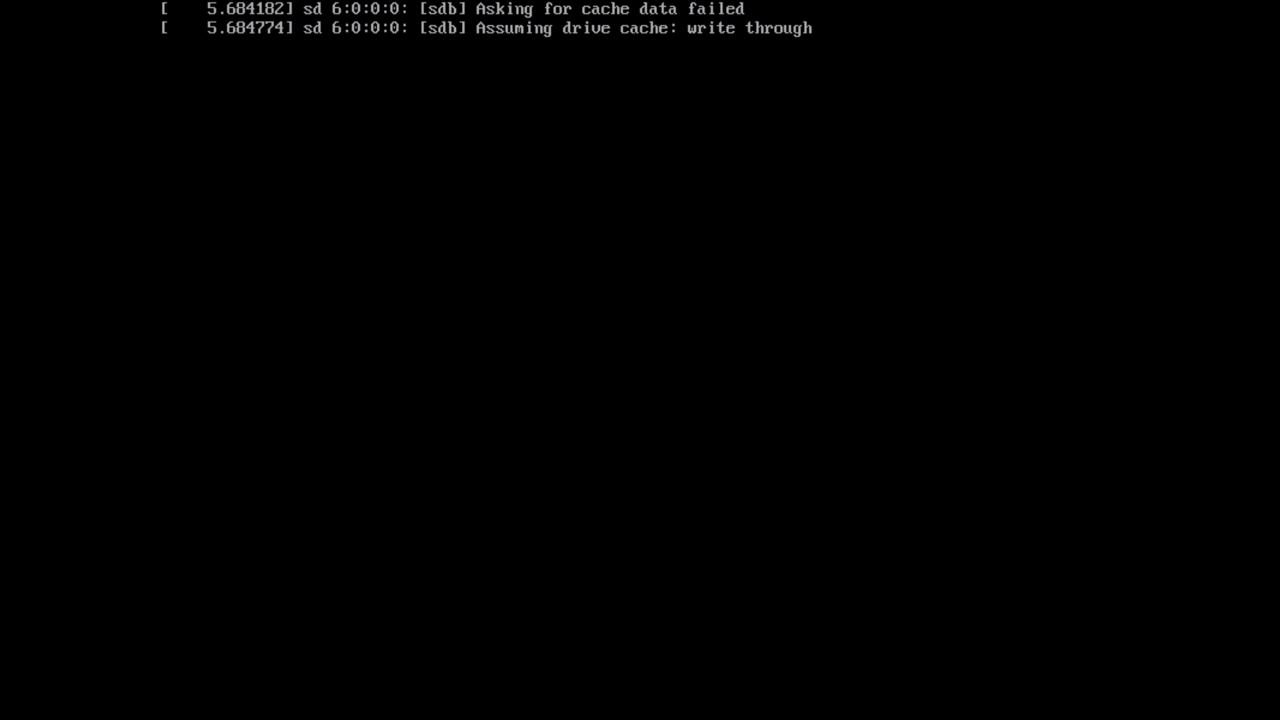 [    5.684182] sd 6:0:0:0: [sdb] Asking for cache data failed
[    5.684774] sd 6:0:0:0: [sdb] Assuming drive cache: write through